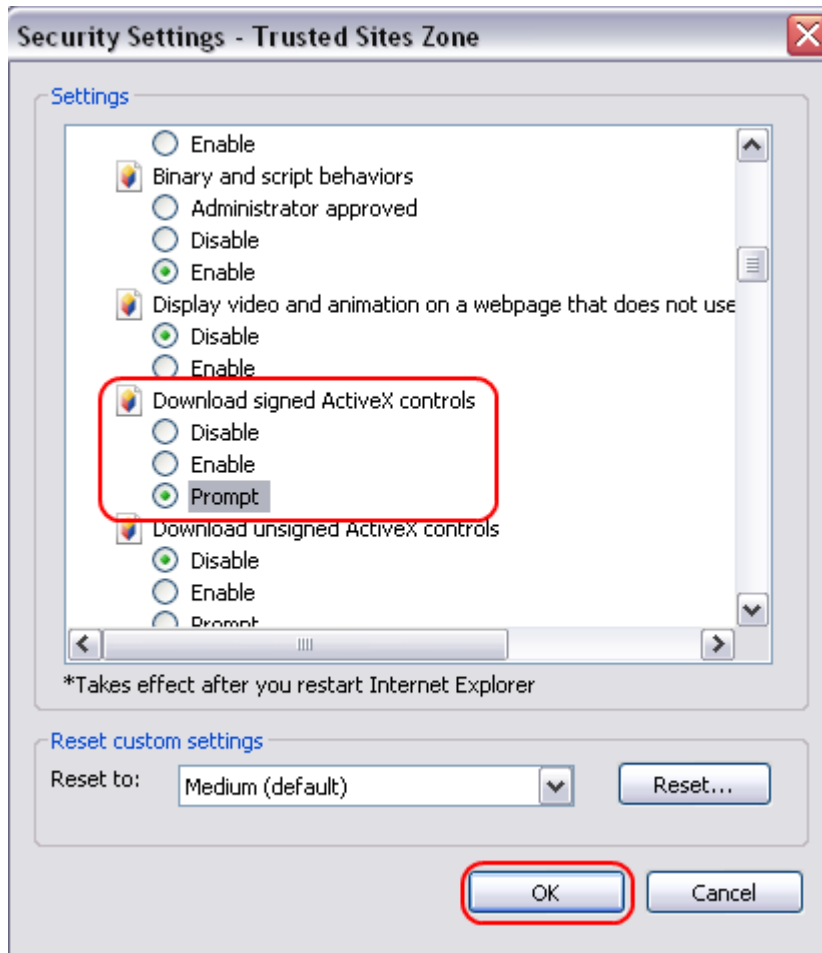 Security Settings - Trusted Sites Zone
Settings
Enable
Binary and script behaviors
Administrator approved
Disable
Enable
Display video and animation on a webpage that does not use
Disable
Enable
Download signed ActiveX controls
Disable
Enable
Prompt
Download unsigned ActiveX controls
Disable
Enable
Prompt
*Takes effect after you restart Internet Explorer
Reset custom settings
Reset to: Medium (default) Reset...
OK Cancel